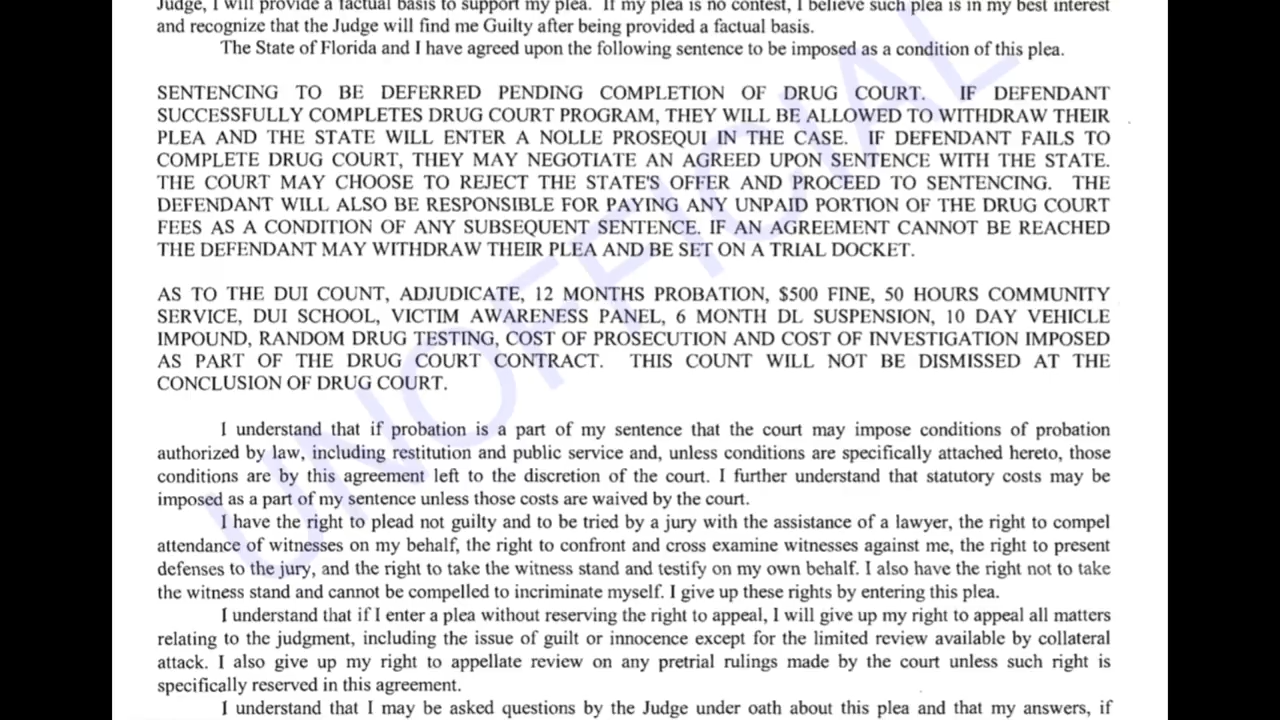 Judge, I will provide a factual basis to support my plea. If my plea is no contest, I believe such plea is in my best interest
and recognize that the Judge will find me Guilty after being provided a factual basis.
The State of Florida and I have agreed upon the following sentence to be imposed as a condition of this plea.
SENTENCING TO BE DEFERRED PENDING COMPLETION OF DRUG COURT. IF DEFENDANT
SUCCESSFULLY COMPLETES DRUG COURT PROGRAM, THEY WILL BE ALLOWED TO WITHDRAW THEIR
PLEA AND THE STATE WILL ENTER A NOLLE PROSEQUI IN THE CASE. IF DEFENDANT FAILS TO
COMPLETE DRUG COURT, THEY MAY NEGOTIATE AN AGREED UPON SENTENCE WITH THE STATE.
THE COURT MAY CHOOSE TO REJECT THE STATE'S OFFER AND PROCEED TO SENTENCING. THE
DEFENDANT WILL ALSO BE RESPONSIBLE FOR PAYING ANY UNPAID PORTION OF THE DRUG COURT
FEES AS A CONDITION OF ANY SUBSEQUENT SENTENCE. IF AN AGREEMENT CANNOT BE REACHED
THE DEFENDANT MAY WITHDRAW THEIR PLEA AND BE SET ON A TRIAL DOCKET.
AS TO THE DUI COUNT, ADJUDICATE, 12 MONTHS PROBATION, $500 FINE, 50 HOURS COMMUNITY
SERVICE, DUI SCHOOL, VICTIM AWARENESS PANEL, 6 MONTH DL SUSPENSION, 10 DAY VEHICLE
IMPOUND, RANDOM DRUG TESTING, COST OF PROSECUTION AND COST OF INVESTIGATION IMPOSED
AS PART OF THE DRUG COURT CONTRACT. THIS COUNT WILL NOT BE DISMISSED AT THE
CONCLUSION OF DRUG COURT.
I understand that if probation is a part of my sentence that the court may impose conditions of probation
authorized by law, including restitution and public service and, unless conditions are specifically attached hereto, those
conditions are by this agreement left to the discretion of the court. I further understand that statutory costs may be
imposed as a part of my sentence unless those costs are waived by the court.
I have the right to plead not guilty and to be tried by a jury with the assistance of a lawyer, the right to compel
attendance of witnesses on my behalf, the right to confront and cross examine witnesses against me, the right to present
defenses to the jury, and the right to take the witness stand and testify on my own behalf. I also have the right not to take
the witness stand and cannot be compelled to incriminate myself. I give up these rights by entering this plea.
I understand that if I enter a plea without reserving the right to appeal, I will give up my right to appeal all matters
relating to the judgment, including the issue of guilt or innocence except for the limited review available by collateral
attack. I also give up my right to appellate review on any pretrial rulings made by the court unless such right is
specifically reserved in this agreement.
I understand that I may be asked questions by the Judge under oath about this plea and that my answers, if
UNOFFICIAL